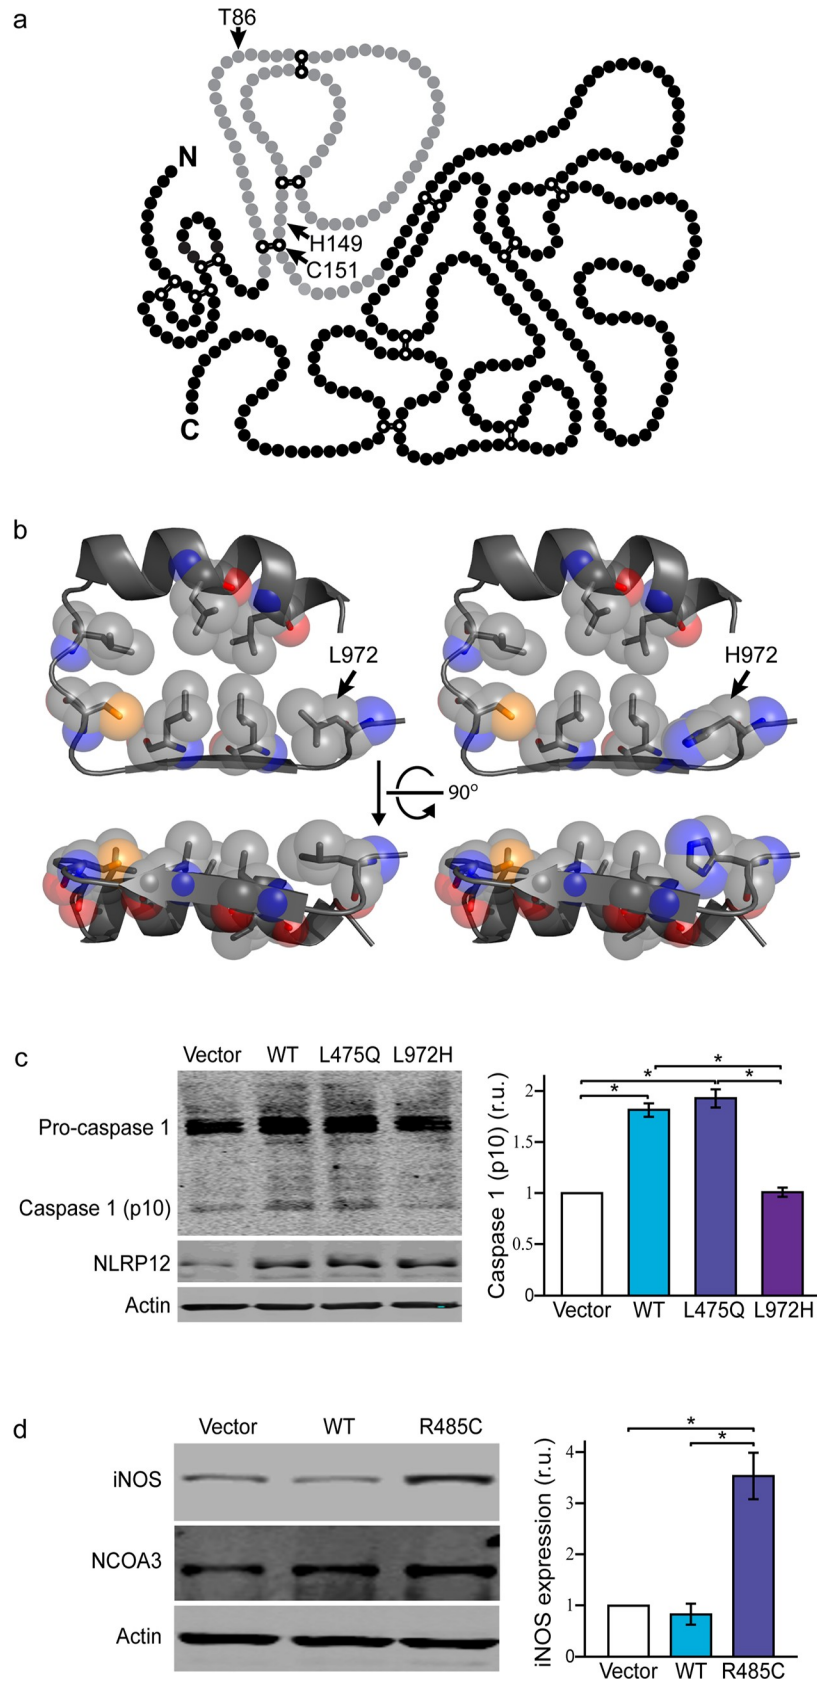 a
T86
N
H149
C151
C
b
L972
H972
90°
c
Vector WT L475Q L972H
Pro-caspase 1
Caspase 1 (p10)
NLRP12
Actin
Caspase 1 (p10) (r.u.)
2
1.5
1
0.5
0
* * * *
Vector WT L475Q L972H
d
Vector WT R485C
iNOS
NCOA3
Actin
iNOS expression (r.u.)
4
3
2
1
0
* *
Vector WT R485C